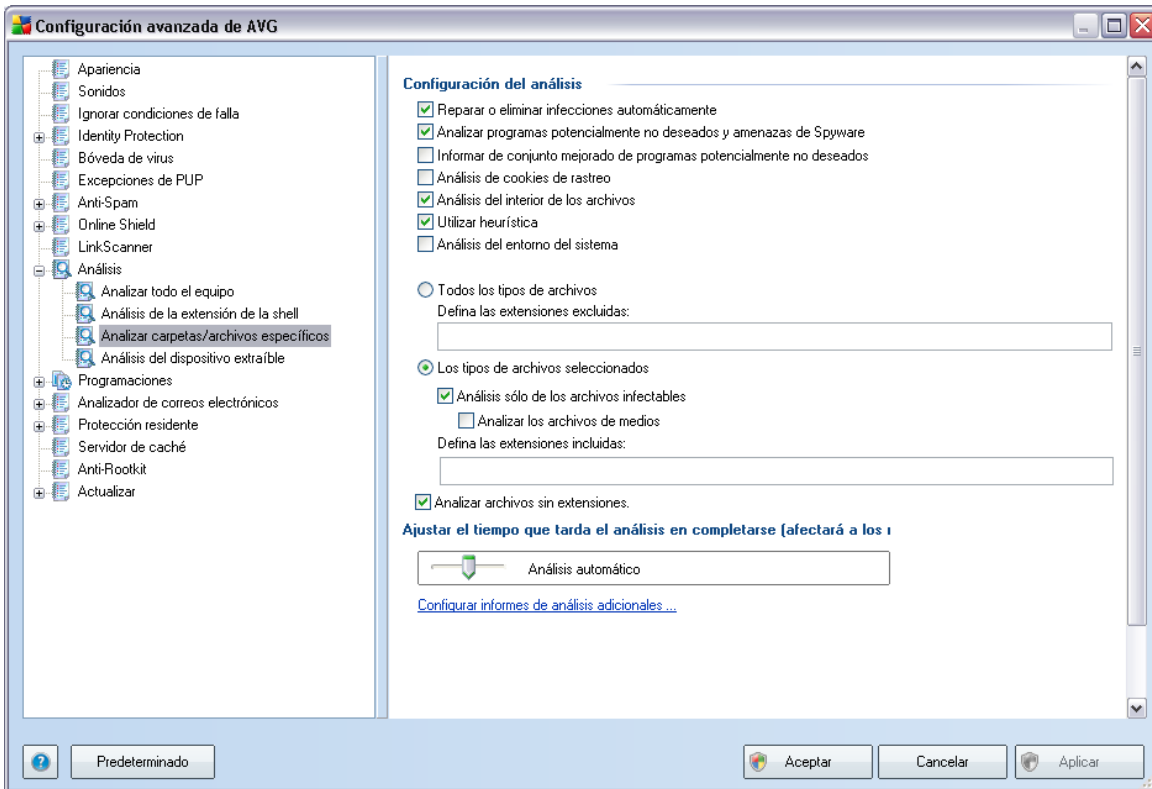 Configuración avanzada de AVG
Apariencia
Sonidos
Ignorar condiciones de falla
Identity Protection
Bóveda de virus
Excepciones de PUP
Anti-Spam
Online Shield
LinkScanner
Análisis
Analizar todo el equipo
Análisis de la extensión de la shell
Analizar carpetas/archivos específicos
Análisis del dispositivo extraíble
Programaciones
Analizador de correos electrónicos
Protección residente
Servidor de caché
Anti-Rootkit
Actualizar
Configuración del análisis
Reparar o eliminar infecciones automáticamente
Analizar programas potencialmente no deseados y amenazas de Spyware
Informar de conjunto mejorado de programas potencialmente no deseados
Análisis de cookies de rastreo
Análisis del interior de los archivos
Utilizar heurística
Análisis del entorno del sistema
Todos los tipos de archivos
Defina las extensiones excluidas:
Los tipos de archivos seleccionados
Análisis sólo de los archivos infectables
Analizar los archivos de medios
Defina las extensiones incluidas:
Analizar archivos sin extensiones.
Ajustar el tiempo que tarda el análisis en completarse (afectará a los
Análisis automático
Configurar informes de análisis adicionales ...
Predeterminado
Aceptar
Cancelar
Aplicar